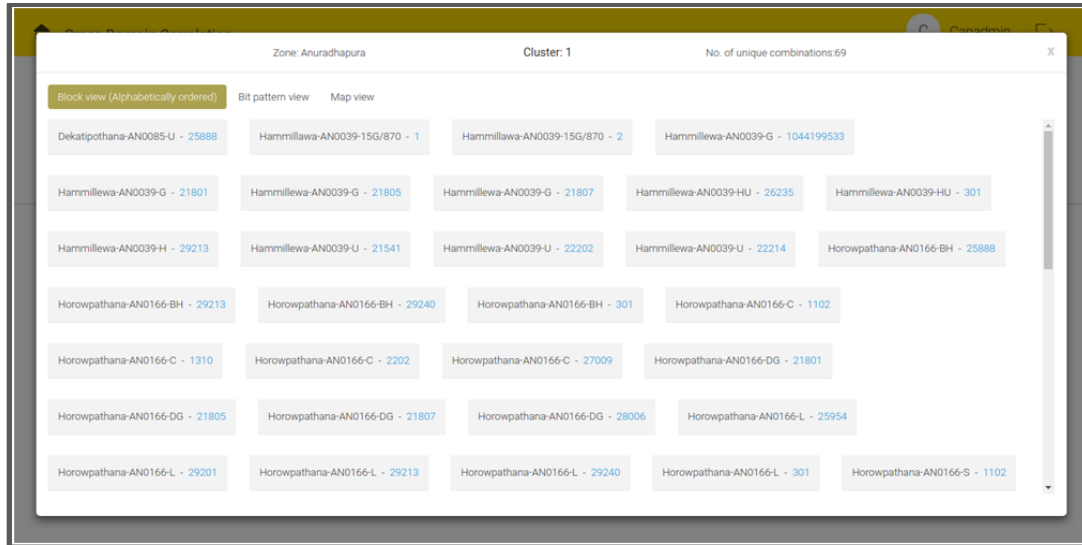 Cross Domain Correlation C Canadmin
Zone: Anuradhapura Cluster: 1 No. of unique combinations:69 X
Block view (Alphabetically ordered) Bit pattern view Map view
Dekatipothana-AN0085-U - 25888 Hammillawa-AN0039-15G/870 - 1 Hammillawa-AN0039-15G/870 - 2 Hammillewa-AN0039-G - 1044199533
Hammillewa-AN0039-G - 21801 Hammillewa-AN0039-G - 21805 Hammillewa-AN0039-G - 21807 Hammillewa-AN0039-HU - 26235 Hammillewa-AN0039-HU - 301
Hammillewa-AN0039-H - 29213 Hammillewa-AN0039-U - 21541 Hammillewa-AN0039-U - 22202 Hammillewa-AN0039-U - 22214 Horowpathana-AN0166-BH - 25888
Horowpathana-AN0166-BH - 29213 Horowpathana-AN0166-BH - 29240 Horowpathana-AN0166-BH - 301 Horowpathana-AN0166-C - 1102
Horowpathana-AN0166-C - 1310 Horowpathana-AN0166-C - 2202 Horowpathana-AN0166-C - 27009 Horowpathana-AN0166-DG - 21801
Horowpathana-AN0166-DG - 21805 Horowpathana-AN0166-DG - 21807 Horowpathana-AN0166-DG - 28006 Horowpathana-AN0166-L - 25954
Horowpathana-AN0166-L - 29201 Horowpathana-AN0166-L - 29213 Horowpathana-AN0166-L - 29240 Horowpathana-AN0166-L - 301 Horowpathana-AN0166-S - 1102